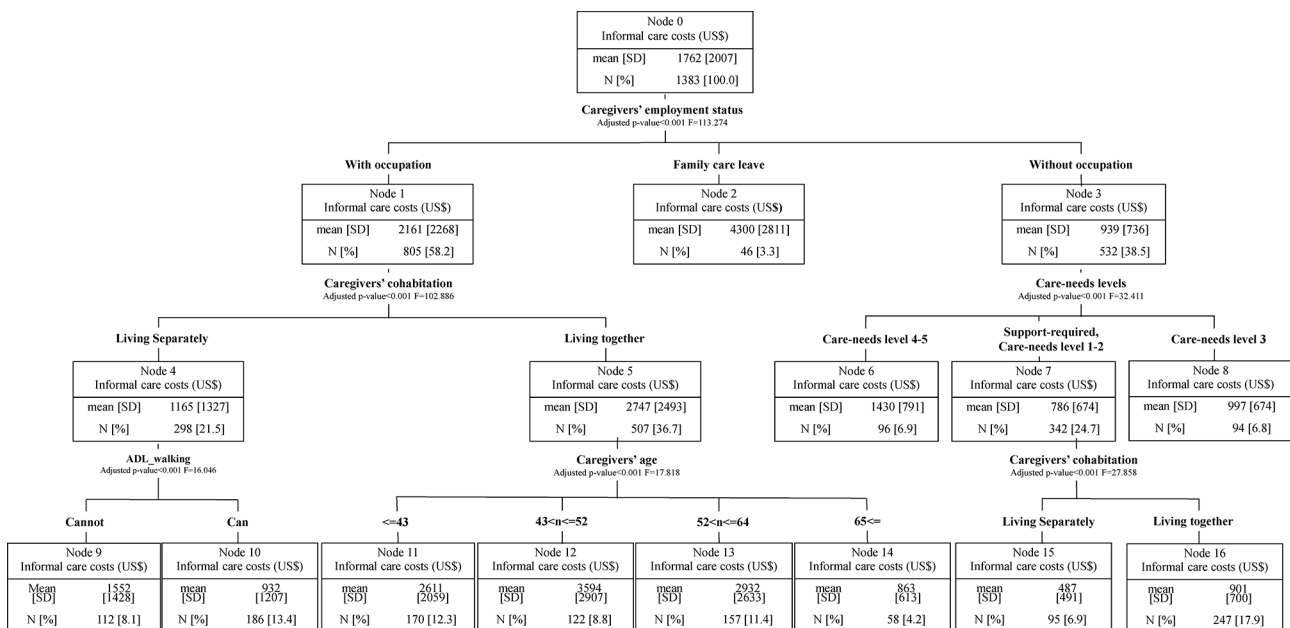 Node 0
Informal care costs (US$)
mean [SD] 1762 [2007]
N [%] 1383 [100.0]
Caregivers' employment status
Adjusted p-value<0.001 F=113.274
With occupation
Node 1
Informal care costs (US$)
mean [SD] 2161 [2268]
N [%] 805 [58.2]
Family care leave
Node 2
Informal care costs (US$)
mean [SD] 4300 [2811]
N [%] 46 [3.3]
Without occupation
Node 3
Informal care costs (US$)
mean [SD] 939 [736]
N [%] 532 [38.5]
Caregivers' cohabitation
Adjusted p-value<0.001 F=102.886
Care-needs levels
Adjusted p-value<0.001 F=32.411
Living Separately
Node 4
Informal care costs (US$)
mean [SD] 1165 [1327]
N [%] 298 [21.5]
Living together
Node 5
Informal care costs (US$)
mean [SD] 2747 [2493]
N [%] 507 [36.7]
Care-needs level 4-5
Node 6
Informal care costs (US$)
mean [SD] 1430 [791]
N [%] 96 [6.9]
Support-required,
Care-needs level 1-2
Node 7
Informal care costs (US$)
mean [SD] 786 [674]
N [%] 342 [24.7]
Care-needs level 3
Node 8
Informal care costs (US$)
mean [SD] 997 [674]
N [%] 94 [6.8]
ADL_walking
Adjusted p-value<0.001 F=16.046
Caregivers' age
Adjusted p-value<0.001 F=17.818
Caregivers' cohabitation
Adjusted p-value<0.001 F=27.858
Cannot
Node 9
Informal care costs (US$)
Mean 1552
[SD] [1428]
N [%] 112 [8.1]
Can
Node 10
Informal care costs (US$)
mean 932
[SD] [1207]
N [%] 186 [13.4]
<=43
Node 11
Informal care costs (US$)
mean 2611
[SD] [2059]
N [%] 170 [12.3]
43<n<=52
Node 12
Informal care costs (US$)
mean 3594
[SD] [2907]
N [%] 122 [8.8]
52<n<=64
Node 13
Informal care costs (US$)
mean 2932
[SD] [2633]
N [%] 157 [11.4]
65<=
Node 14
Informal care costs (US$)
mean 863
[SD] [613]
N [%] 58 [4.2]
Living Separately
Node 15
Informal care costs (US$)
mean 487
[SD] [491]
N [%] 95 [6.9]
Living together
Node 16
Informal care costs (US$)
mean 901
[SD] [700]
N [%] 247 [17.9]